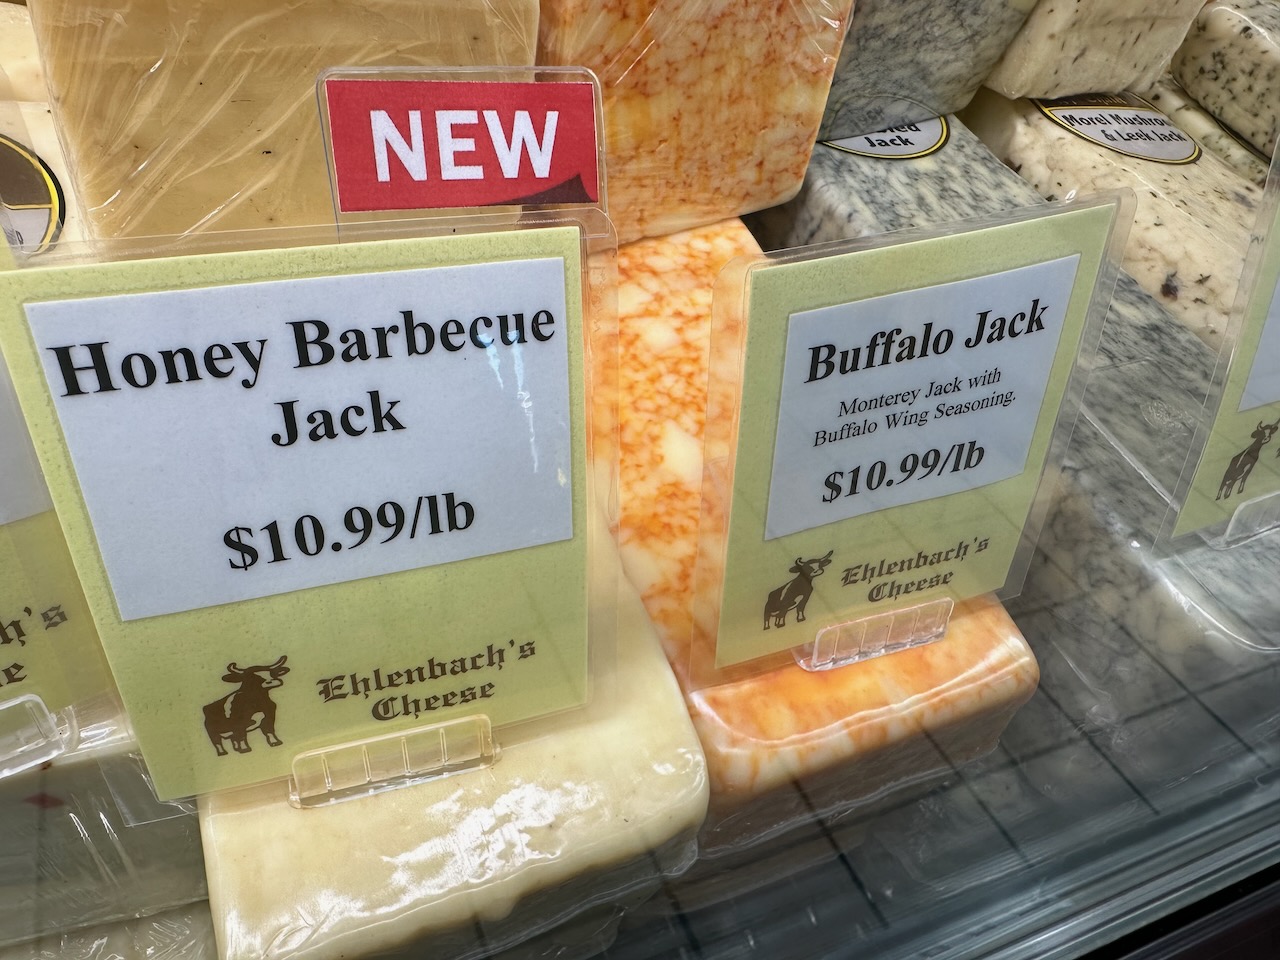 NEW
Honey Barbecue
Jack
$10.99/lb
Ehlenbach's
Cheese
Buffalo Jack
Monterey Jack with
Buffalo Wing Seasoning.
$10.99/lb
Ehlenbach's
Cheese
Jack
Morel
& Leek Jack